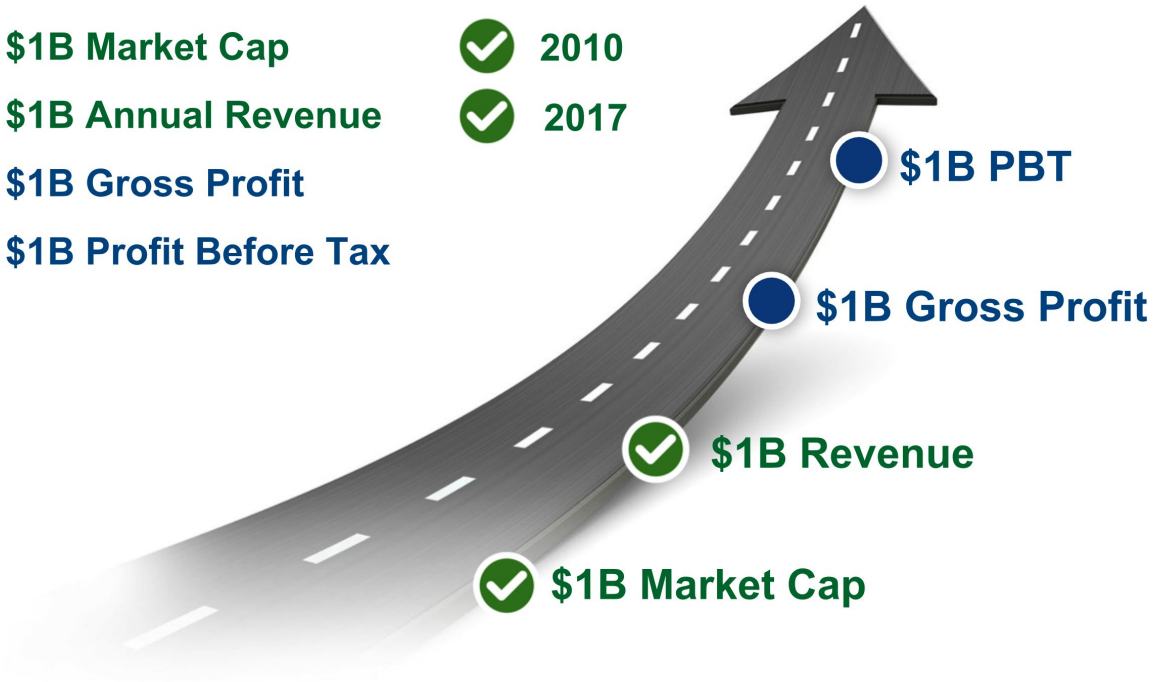 $1B Market Cap 2010
$1B Annual Revenue 2017
$1B Gross Profit
$1B Profit Before Tax
$1B PBT
$1B Gross Profit
$1B Revenue
$1B Market Cap